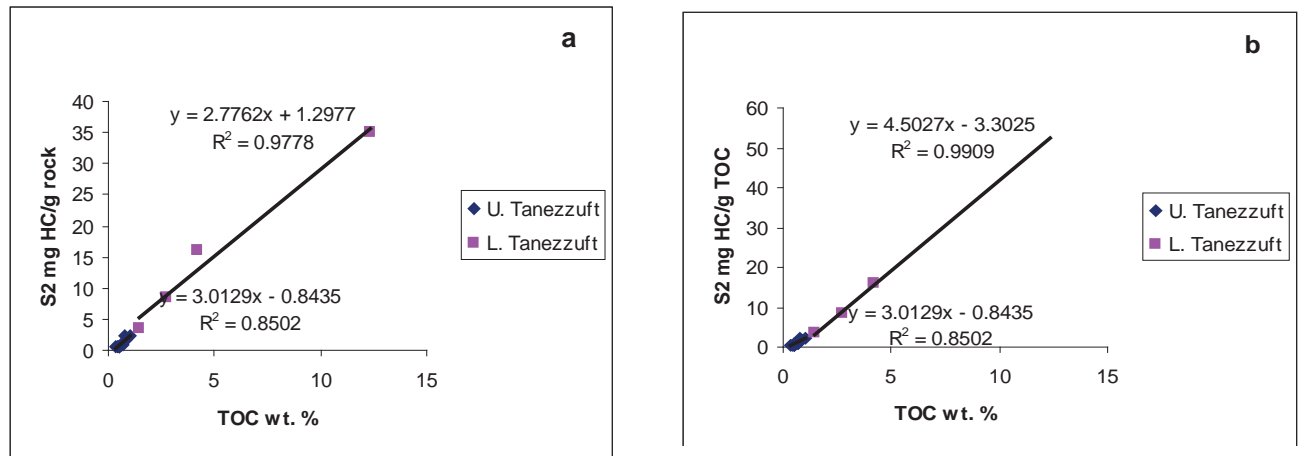 a
40
35
30
25
20
15
10
5
0
S2 mg HC/g rock
y = 2.7762x + 1.2977
R² = 0.9778
y = 3.0129x - 0.8435
R² = 0.8502
0 5 10 15
TOC wt. %
U. Tanezzuft
L. Tanezzuft
b
60
50
40
30
20
10
0
S2 mg HC/g TOC
y = 4.5027x - 3.3025
R² = 0.9909
y = 3.0129x - 0.8435
R² = 0.8502
0 5 10 15
TOC wt. %
U. Tanezzuft
L. Tanezzuft